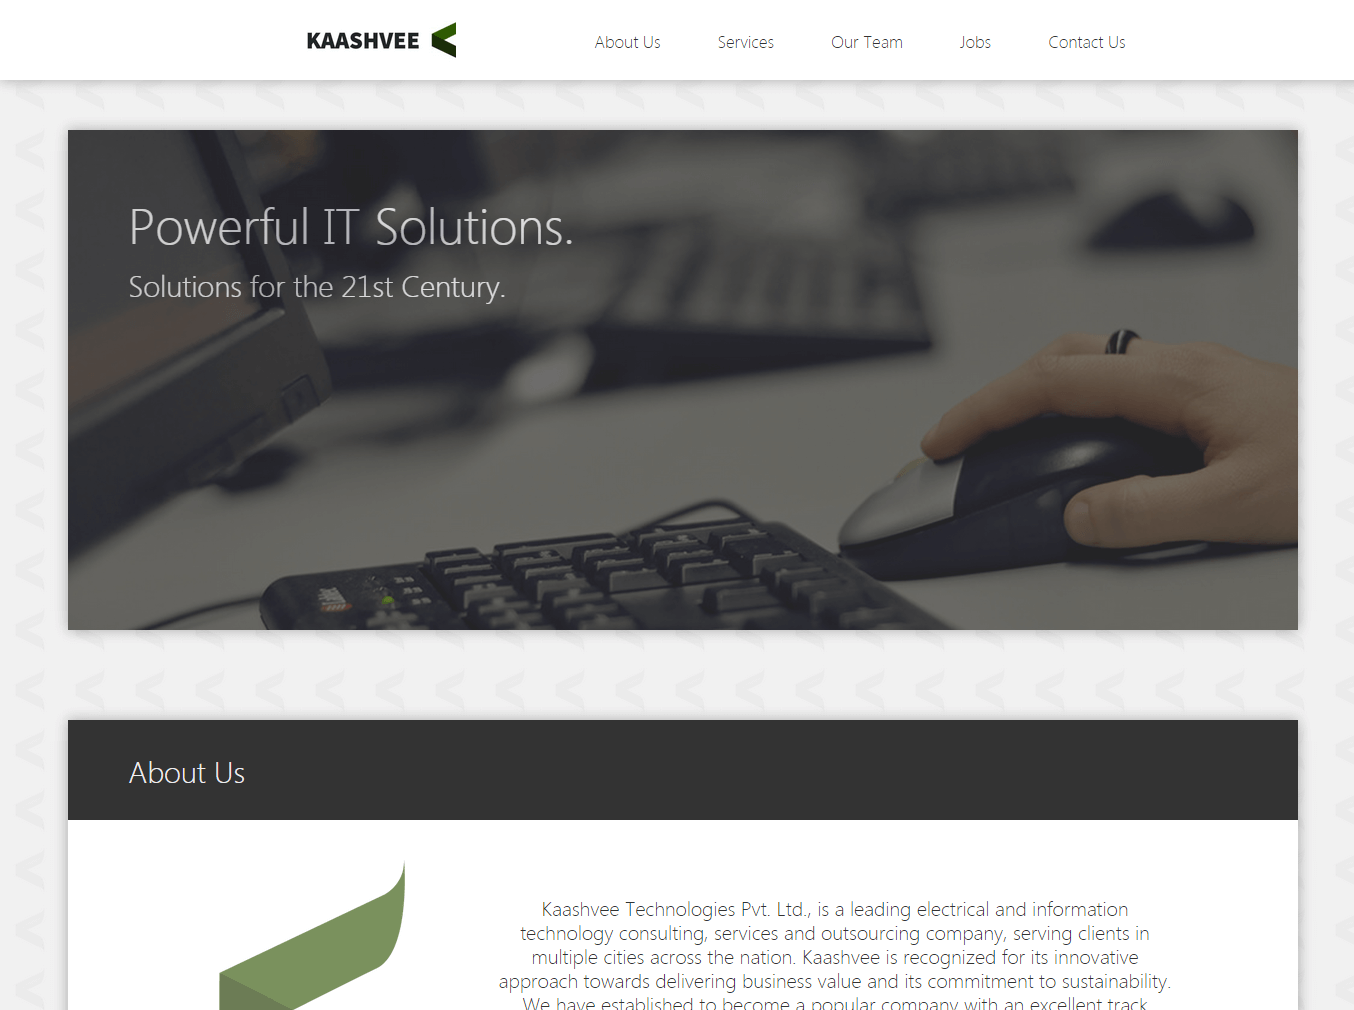 KAASHVEE
About Us
Services
Our Team
Jobs
Contact Us
Powerful IT Solutions.
Solutions for the 21st Century.
About Us
Kaashvee Technologies Pvt. Ltd., is a leading electrical and information
technology consulting, services and outsourcing company, serving clients in
multiple cities across the nation. Kaashvee is recognized for its innovative
approach towards delivering business value and its commitment to sustainability.
We have established to become a popular company with an excellent track